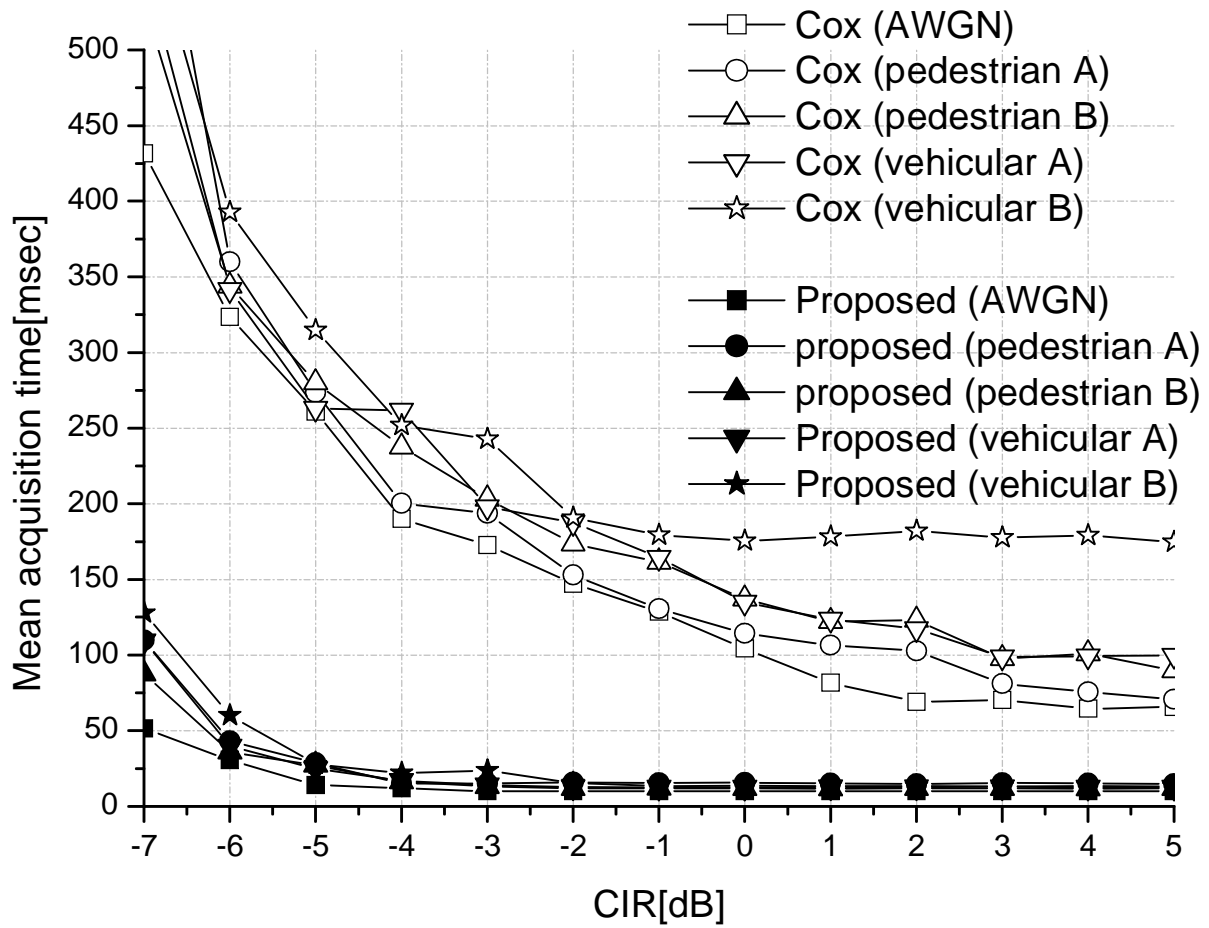 Cox (AWGN)
Cox (pedestrian A)
Cox (pedestrian B)
Cox (vehicular A)
Cox (vehicular B)
Proposed (AWGN)
proposed (pedestrian A)
proposed (pedestrian B)
Proposed (vehicular A)
Proposed (vehicular B)
Mean acquisition time[msec]
500
450
400
350
300
250
200
150
100
50
0
-7 -6 -5 -4 -3 -2 -1 0 1 2 3 4 5
CIR[dB]